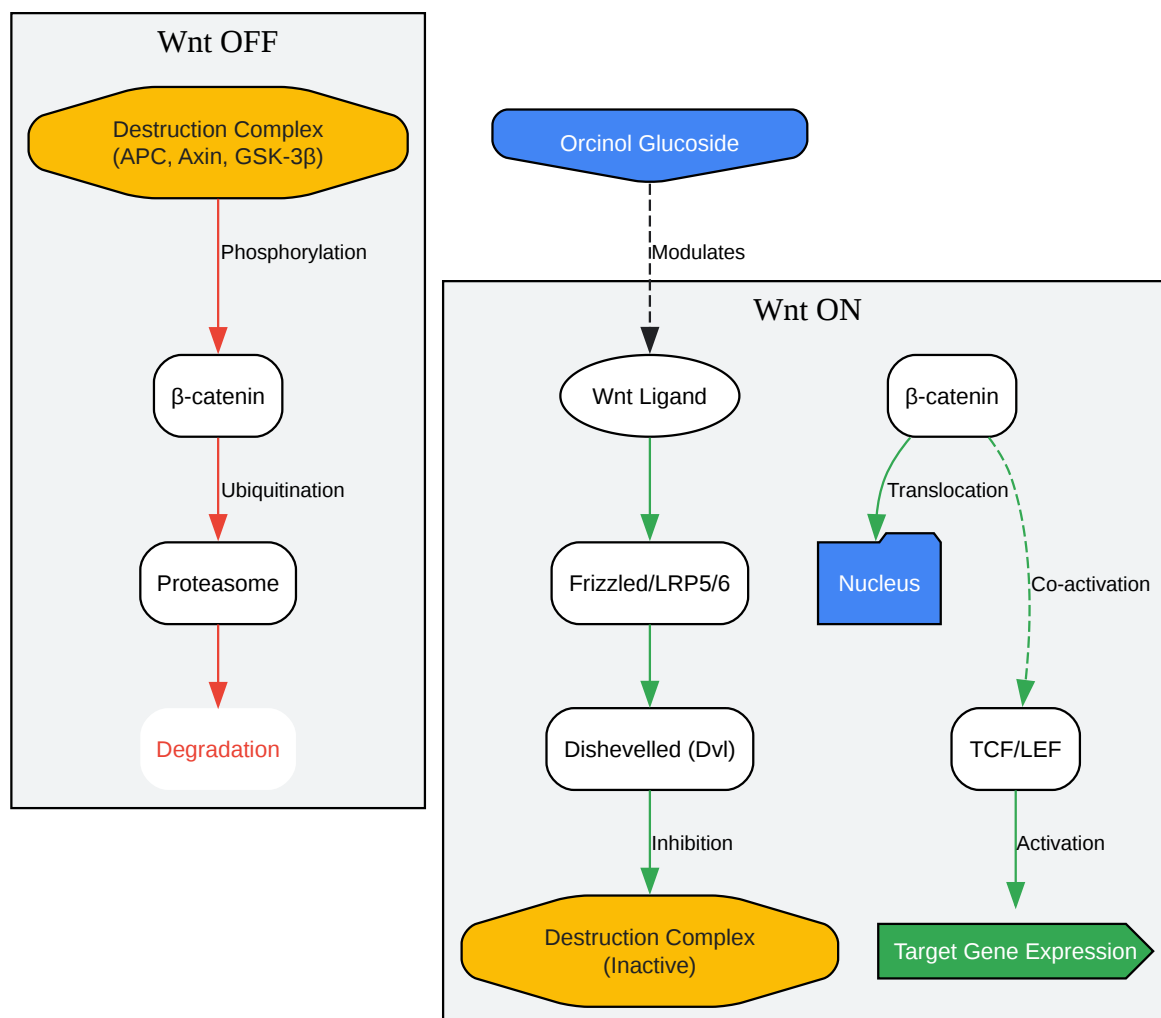 Wnt OFF
Destruction Complex
(APC, Axin, GSK-3β)
Phosphorylation
β-catenin
Ubiquitination
Proteasome
Degradation
Orcinol Glucoside
Modulates
Wnt ON
Wnt Ligand
Frizzled/LRP5/6
Dishevelled (Dvl)
Inhibition
Destruction Complex
(Inactive)
β-catenin
Translocation
Nucleus
Co-activation
TCF/LEF
Activation
Target Gene Expression